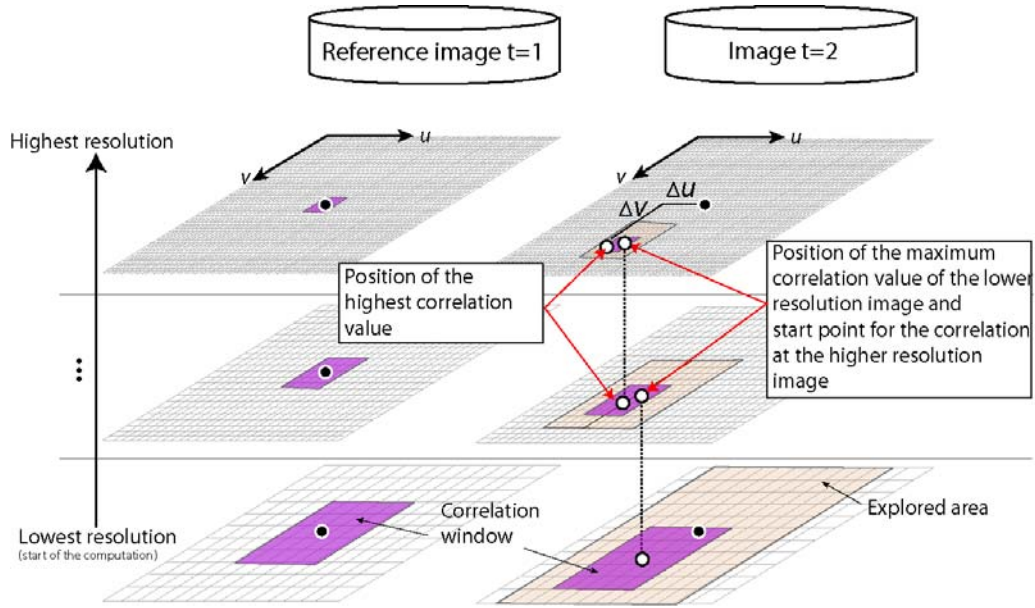 Reference image t=1
Image t=2
Highest resolution
u
v
u
v
Δu
Δv
Position of the
highest correlation
value
Position of the maximum
correlation value of the lower
resolution image and
start point for the correlation
at the higher resolution
image
...
Lowest resolution
(start of the computation)
Correlation
window
Explored area